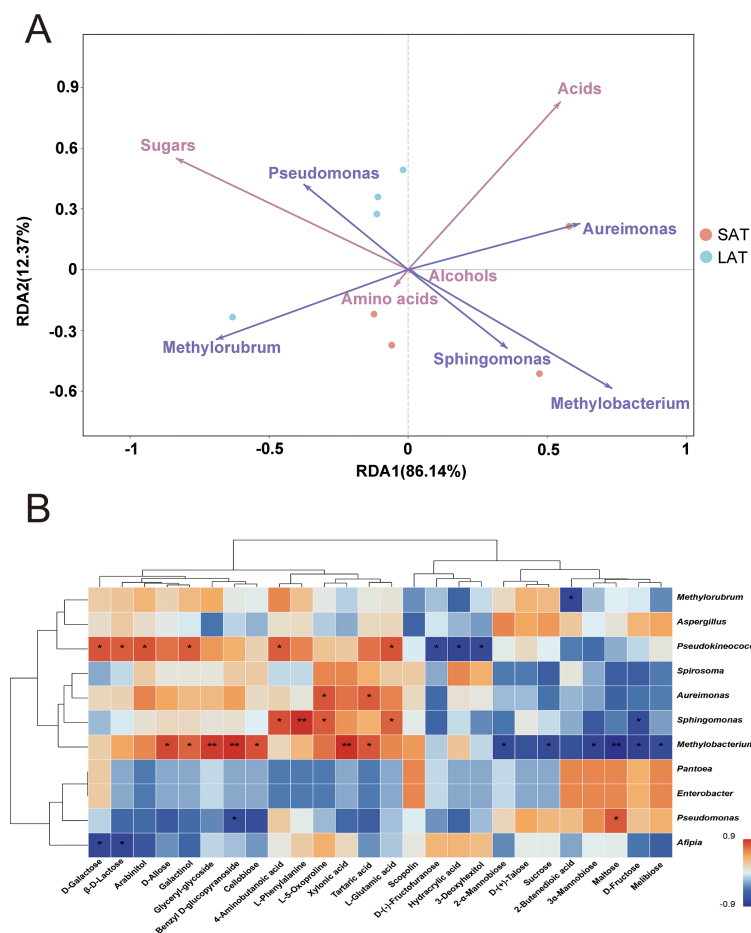 A
0.9
0.6
0.3
0
-0.3
-0.6
-1
-0.5
0
0.5
1
RDA2(12.37%)
RDA1(86.14%)
Acids
Sugars
Pseudomonas
Aureimonas
Alcohols
Amino acids
Methylorubrum
Sphingomonas
Methylobacterium
SAT
LAT
B
Methylorubrum
*
Aspergillus
Pseudokineococc
* * * * * * * * *
Spirosoma
Aureimonas
* *
Sphingomonas
* ** * * *
Methylobacterium
* * ** ** * ** * * * * ** * *
Pantoea
Enterobacter
Pseudomonas
* *
Afipia
* *
0.9
-0.9
D-Galactose
β-D-Lactose
Arabinitol
D-Allose
Galactinol
Glyceryl-glycoside
Benzyl D-glucopyranoside
Cellobiose
4-Aminobutanoic acid
L-Phenylalanine
L-5-Oxoproline
Xylonic acid
Tartaric acid
L-Glutamic acid
Scopolin
D-(-)-Fructofuranose
Hydracrylic acid
3-Deoxyhexitol
2-α-Mannobiose
D-(+)-Talose
Sucrose
2-Butenedioic acid
3α-Mannobiose
Maltose
D-Fructose
Melibiose